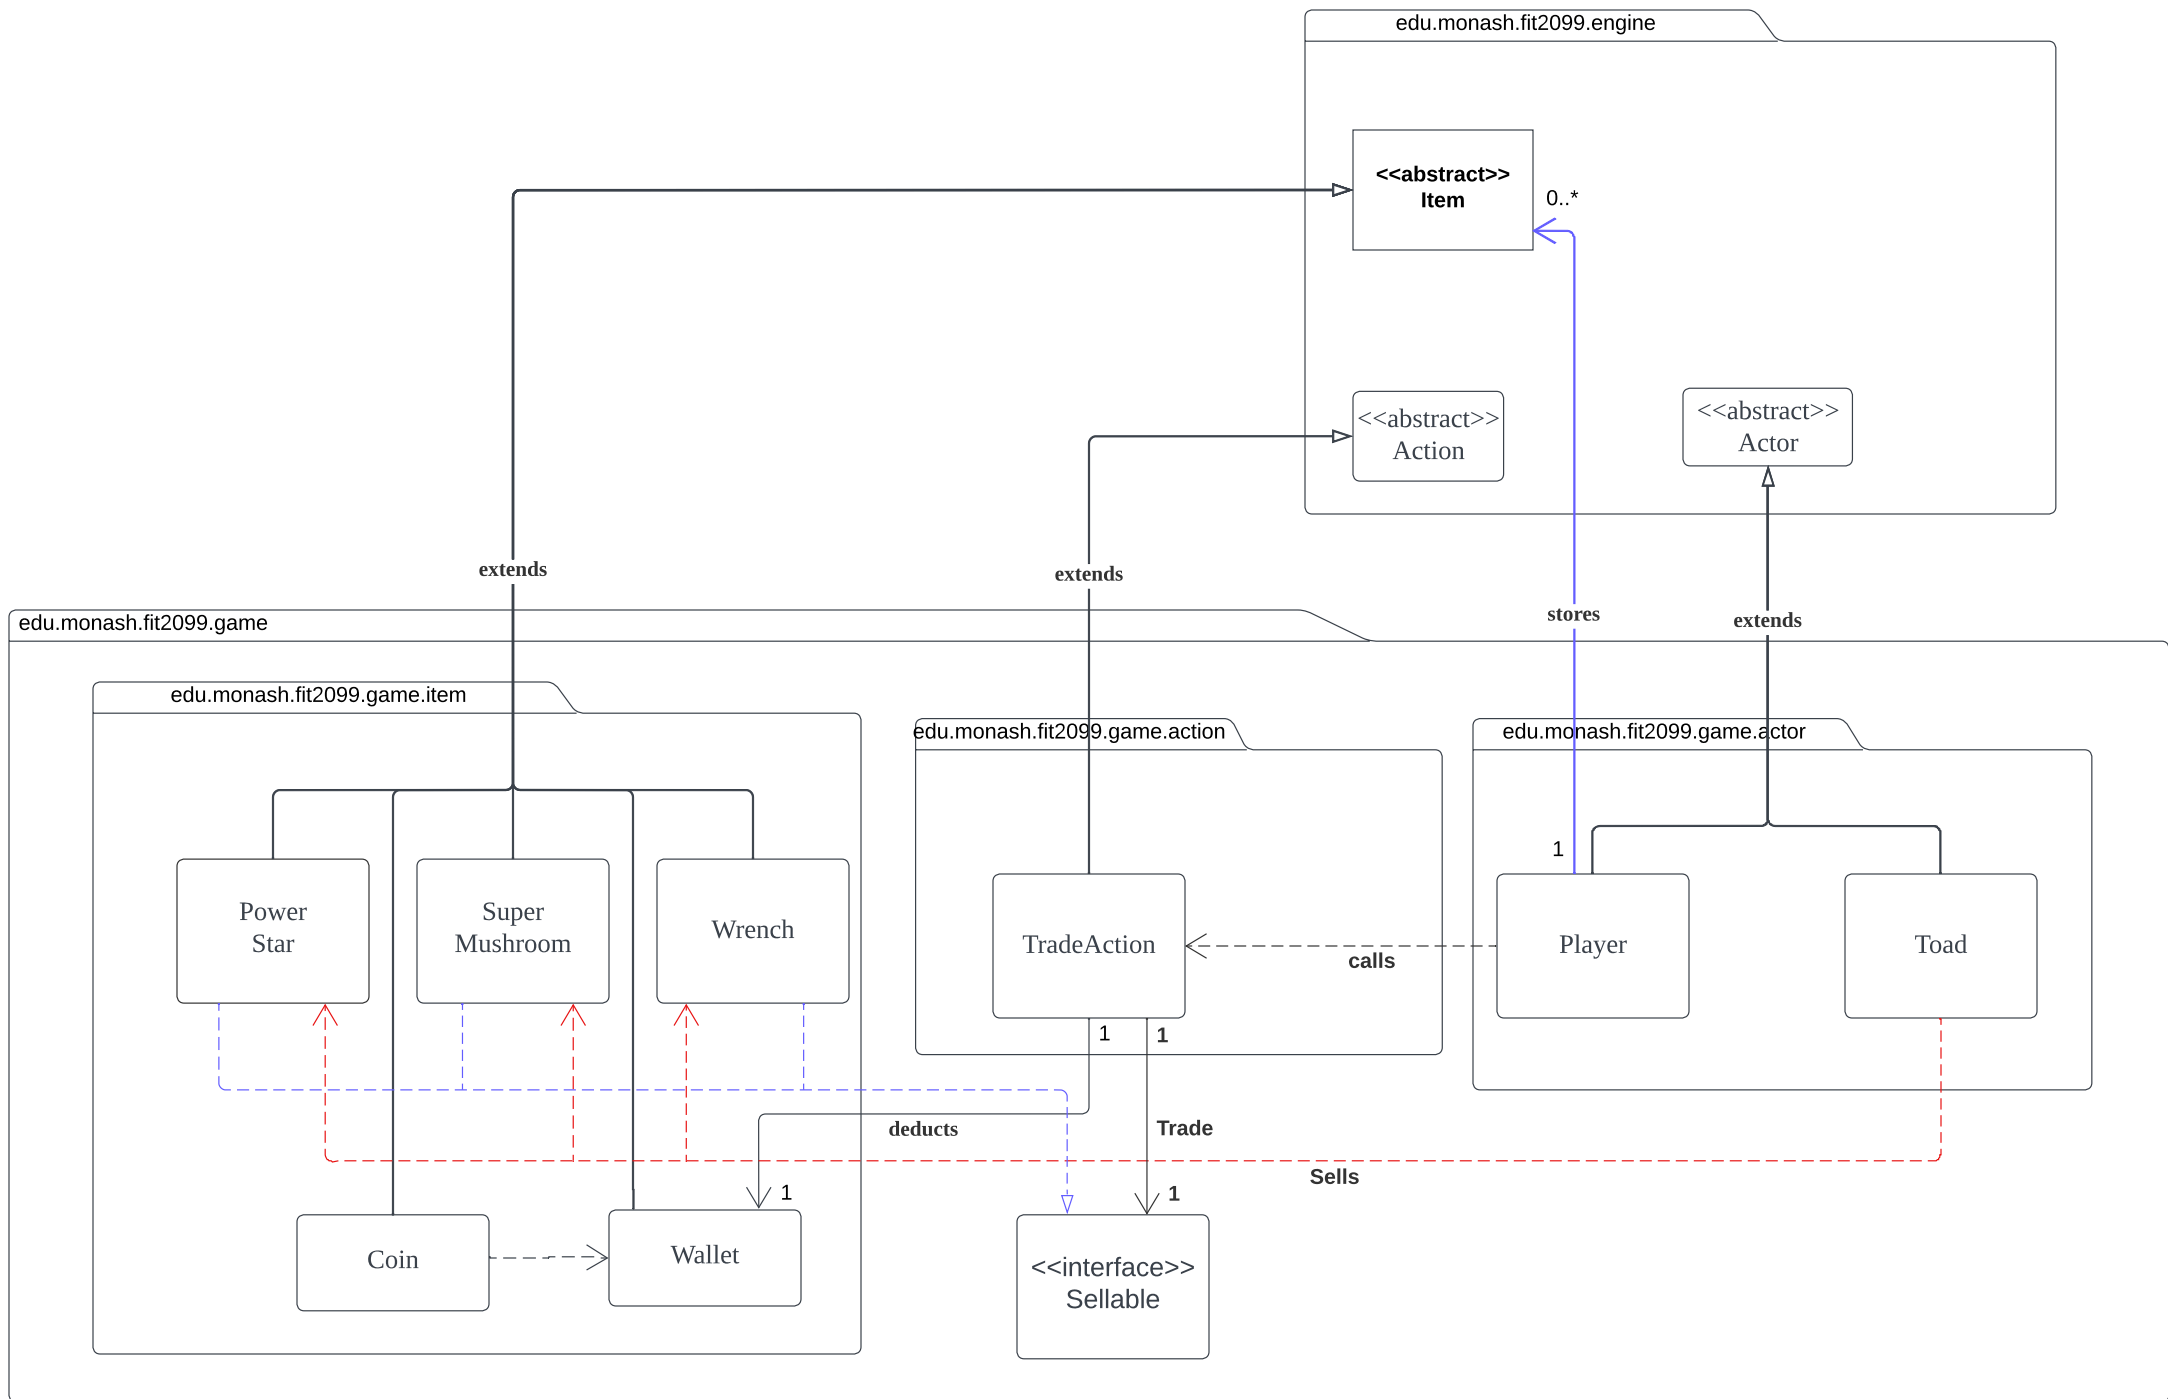 edu.monash.fit2099.engine
<<abstract>>
Item
0..*
<<abstract>>
Action
<<abstract>>
Actor
extends
extends
stores
extends
edu.monash.fit2099.game
edu.monash.fit2099.game.item
edu.monash.fit2099.game.action
edu.monash.fit2099.game.actor
1
Power
Star
Super
Mushroom
Wrench
TradeAction
calls
Player
Toad
1
1
deducts
Trade
Sells
1
1
Coin
Wallet
<<interface>>
Sellable